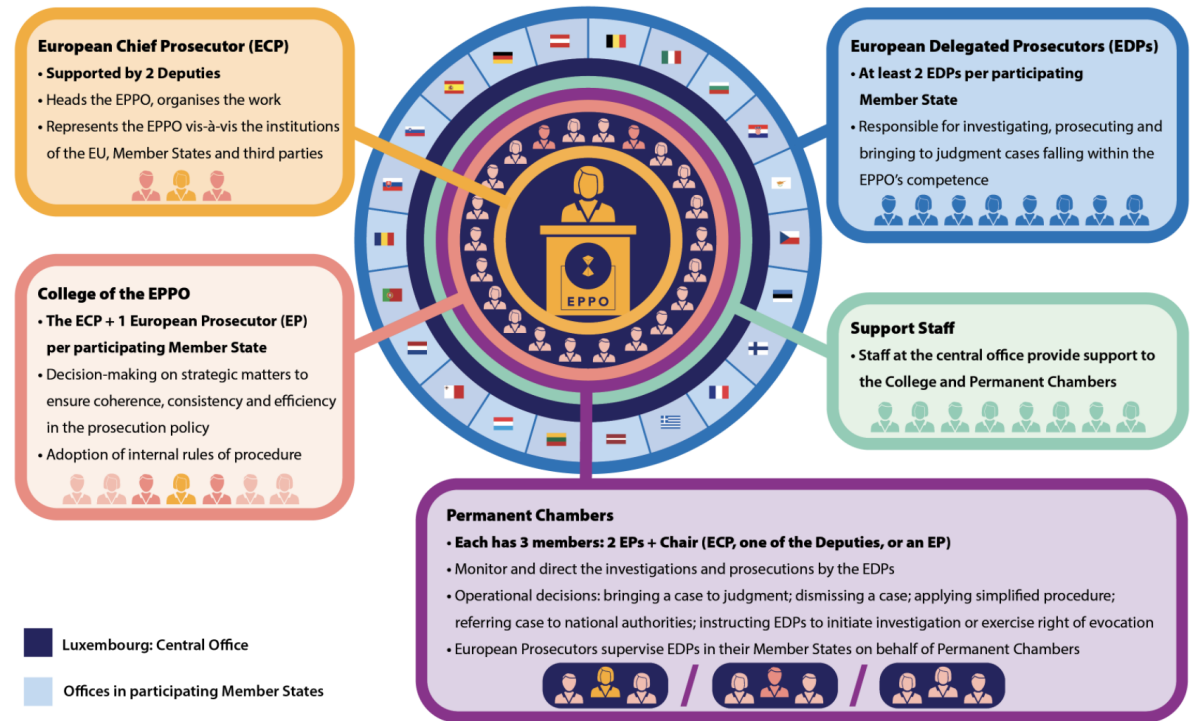 European Chief Prosecutor (ECP)
• Supported by 2 Deputies
• Heads the EPPO, organises the work
• Represents the EPPO vis-à-vis the institutions
of the EU, Member States and third parties
European Delegated Prosecutors (EDPs)
• At least 2 EDPs per participating
Member State
• Responsible for investigating, prosecuting and
bringing to judgment cases falling within the
EPPO's competence
EPPO
College of the EPPO
• The ECP + 1 European Prosecutor (EP)
per participating Member State
• Decision-making on strategic matters to
ensure coherence, consistency and efficiency
in the prosecution policy
• Adoption of internal rules of procedure
Support Staff
• Staff at the central office provide support to
the College and Permanent Chambers
Permanent Chambers
• Each has 3 members: 2 EPs + Chair (ECP, one of the Deputies, or an EP)
• Monitor and direct the investigations and prosecutions by the EDPs
• Operational decisions: bringing a case to judgment; dismissing a case; applying simplified procedure;
referring case to national authorities; instructing EDPs to initiate investigation or exercise right of evocation
• European Prosecutors supervise EDPs in their Member States on behalf of Permanent Chambers
Luxembourg: Central Office
Offices in participating Member States